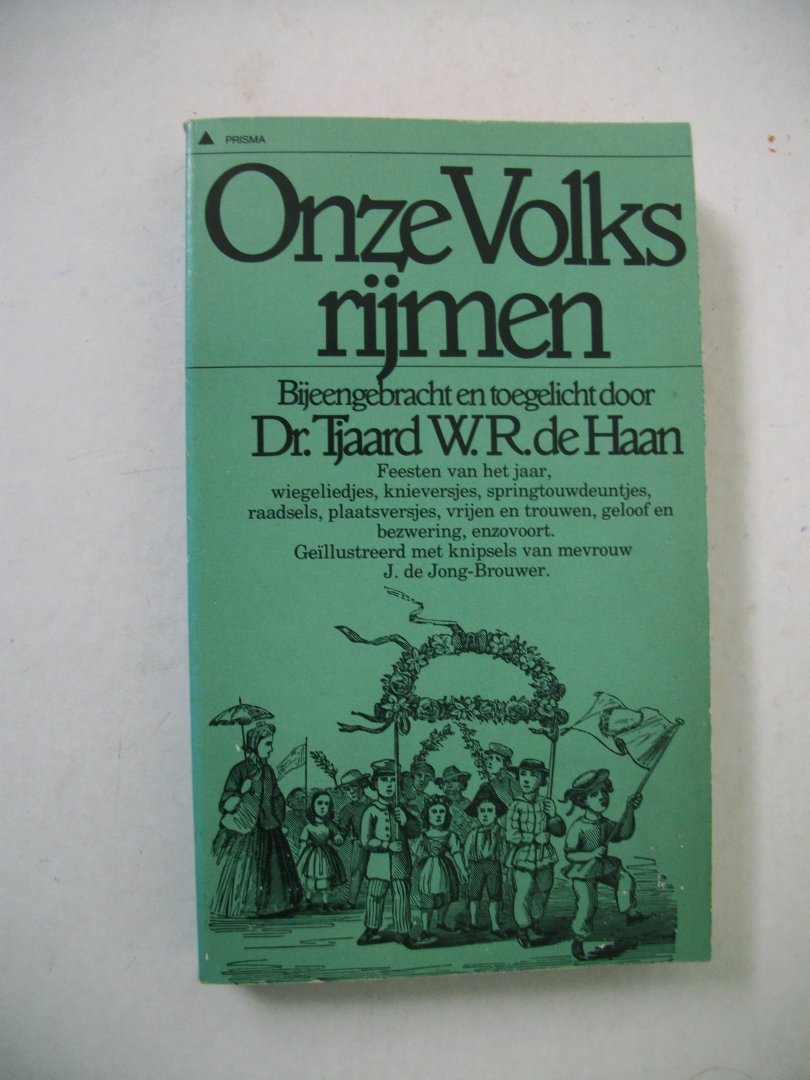 PRISMA
Onze Volks
rijmen
Bijeengebracht en toegelicht door
Dr. Tjaard W.R. de Haan
Feesten van het jaar,
wiegeliedjes, knieversjes, springtouwdeuntjes,
raadsels, plaatsversjes, vrijen en trouwen, geloof en
bezwering, enzovoort.
Geïllustreerd met knipsels van mevrouw
J. de Jong-Brouwer.